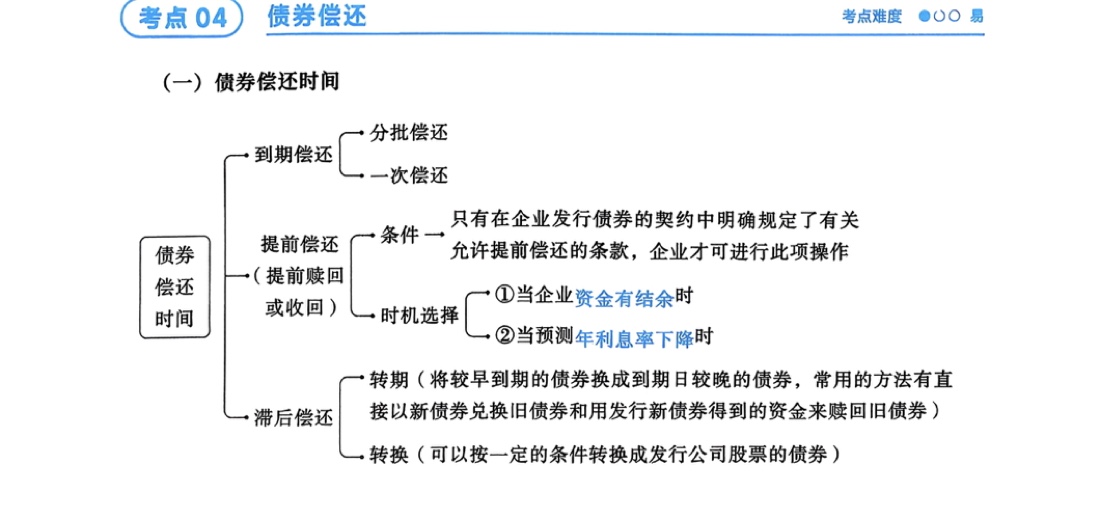 考点 04 债券偿还 考点难度 易
（一）债券偿还时间
债券
偿还
时间
到期偿还
分批偿还
一次偿还
提前偿还
（提前赎回
或收回）
条件
只有在企业发行债券的契约中明确规定了有关
允许提前偿还的条款，企业才可进行此项操作
时机选择
①当企业资金有结余时
②当预测年利息率下降时
滞后偿还
转期（将较早到期的债券换成到期日较晚的债券，常用的方法有直
接以新债券兑换旧债券和用发行新债券得到的资金来赎回旧债券）
转换（可以按一定的条件转换成发行公司股票的债券）